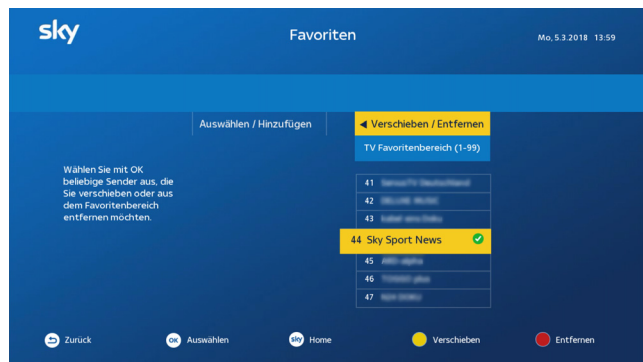 sky
Favoriten
Mo, 5.3.2018 13:59
Auswählen / Hinzufügen
Verschieben / Entfernen
TV Favoritenbereich (1-99)
Wählen Sie mit OK
beliebige Sender aus, die
Sie verschieben oder aus
dem Favoritenbereich
entfernen möchten.
41
42
43
44 Sky Sport News
45
46
47
Zurück
OK Auswählen
sky Home
Verschieben
Entfernen